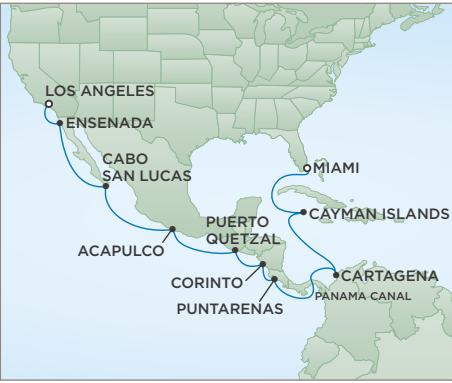 LOS ANGELES
ENSENADA
CABO
SAN LUCAS
MIAMI
CAYMAN ISLANDS
PUERTO
QUETZAL
ACAPULCO
CORINTO
CARTAGENA
PANAMA CANAL
PUNTARENAS